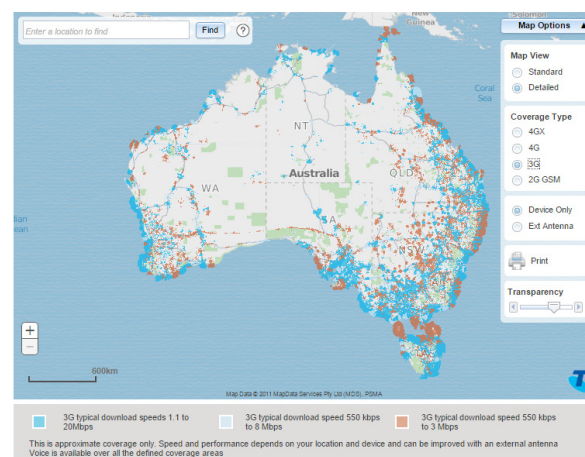 Indonesia
New
Guinea
Solomon
Enter a location to find
Find
?
Map Options
Map View
Standard
Detailed
Coral
Sea
Coverage Type
4GX
4G
3G
2G GSM
NT
Australia
QLD
WA
SA
NSW
Device Only
Ext Antenna
Print
Transparency
+
−
600km
Map Data © 2011 MapData Services Pty Ltd (MDS), PSMA
3G typical download speeds 1.1 to
20Mbps
3G typical download speed 550 kbps
to 8 Mbps
3G typical download speed 550 kbps
to 3 Mbps
This is approximate coverage only. Speed and performance depends on your location and device and can be improved with an external antenna
Voice is available over all the defined coverage areas